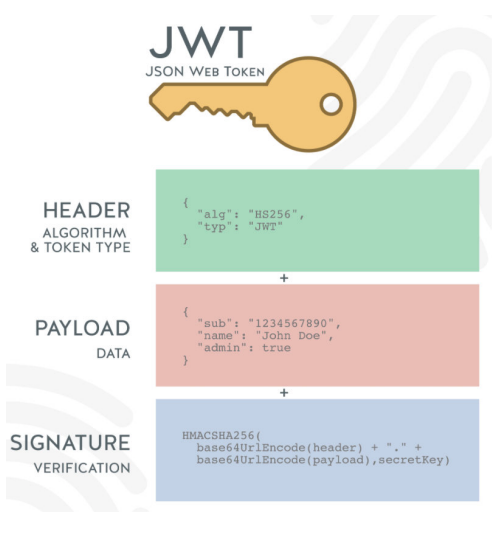 JWT
JSON WEB TOKEN
HEADER
ALGORITHM
& TOKEN TYPE
{
"alg": "HS256",
"typ": "JWT"
}
+
PAYLOAD
DATA
{
"sub": "1234567890",
"name": "John Doe",
"admin": true
}
+
SIGNATURE
VERIFICATION
HMACSHA256(
base64UrlEncode(header) + "." +
base64UrlEncode(payload),secretKey)